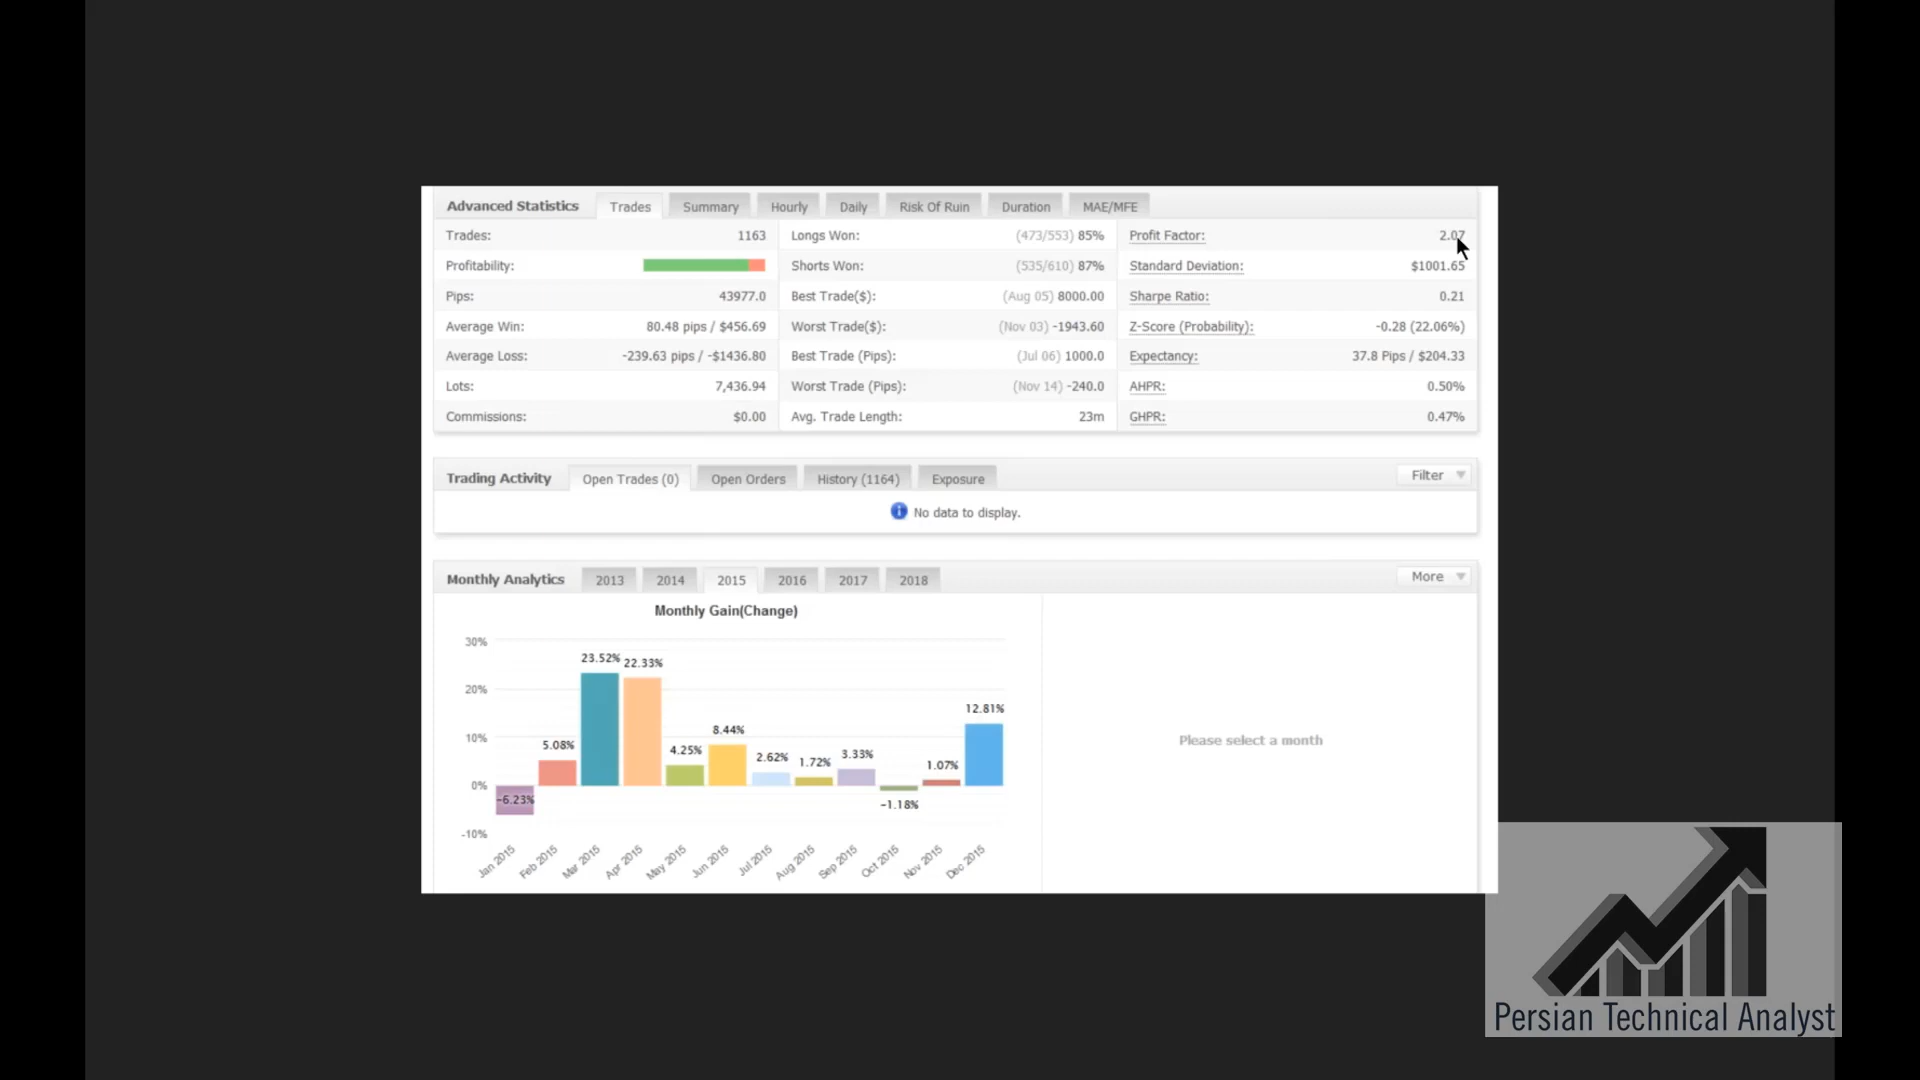 Advanced Statistics Trades Summary Hourly Daily Risk Of Ruin Duration MAE/MFE
Trades: 1163 Longs Won: (473/553) 85% Profit Factor: 2.07
Profitability: Shorts Won: (535/610) 87% Standard Deviation: $1001.65
Pips: 43977.0 Best Trade($): (Aug 05) 8000.00 Sharpe Ratio: 0.21
Average Win: 80.48 pips / $456.69 Worst Trade($): (Nov 03) -1943.60 Z-Score (Probability): -0.28 (22.06%)
Average Loss: -239.63 pips / -$1436.80 Best Trade (Pips): (Jul 06) 1000.0 Expectancy: 37.8 Pips / $204.33
Lots: 7,436.94 Worst Trade (Pips): (Nov 14) -240.0 AHPR: 0.50%
Commissions: $0.00 Avg. Trade Length: 23m GHPR: 0.47%
Trading Activity Open Trades (0) Open Orders History (1164) Exposure Filter
No data to display.
Monthly Analytics 2013 2014 2015 2016 2017 2018 More
Monthly Gain(Change)
30%
23.52% 22.33%
20%
12.81%
10%
8.44%
5.08% 4.25% 2.62% 1.72% 3.33% 1.07%
0%
-6.23% -1.18%
-10%
Jan 2015 Feb 2015 Mar 2015 Apr 2015 May 2015 Jun 2015 Jul 2015 Aug 2015 Sep 2015 Oct 2015 Nov 2015 Dec 2015
Please select a month
Persian Technical Analyst